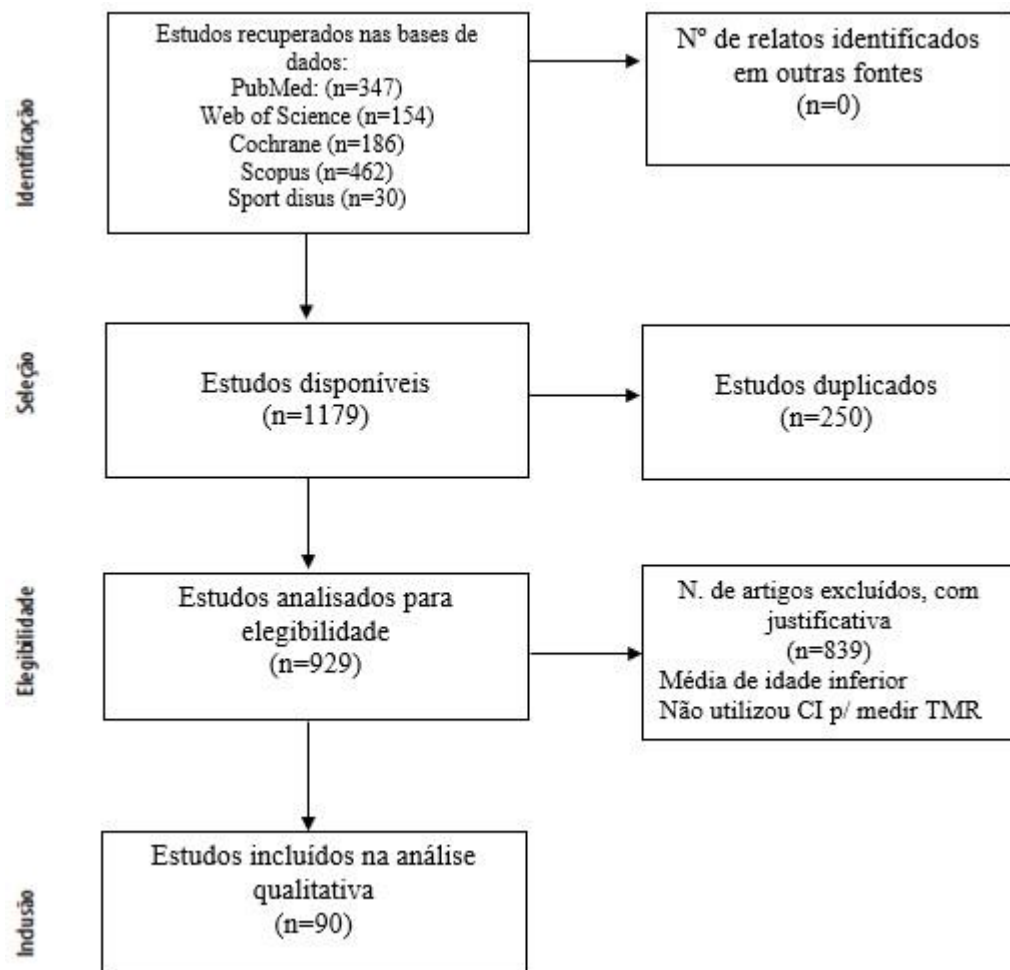 Identificação
Estudos recuperados nas bases de
dados:
PubMed: (n=347)
Web of Science (n=154)
Cochrane (n=186)
Scopus (n=462)
Sport disus (n=30)
Nº de relatos identificados
em outras fontes
(n=0)
Seleção
Estudos disponíveis
(n=1179)
Estudos duplicados
(n=250)
Elegibilidade
Estudos analisados para
elegibilidade
(n=929)
N. de artigos excluídos, com
justificativa
(n=839)
Média de idade inferior
Não utilizou CI p/ medir TMR
Indusão
Estudos incluídos na análise
qualitativa
(n=90)